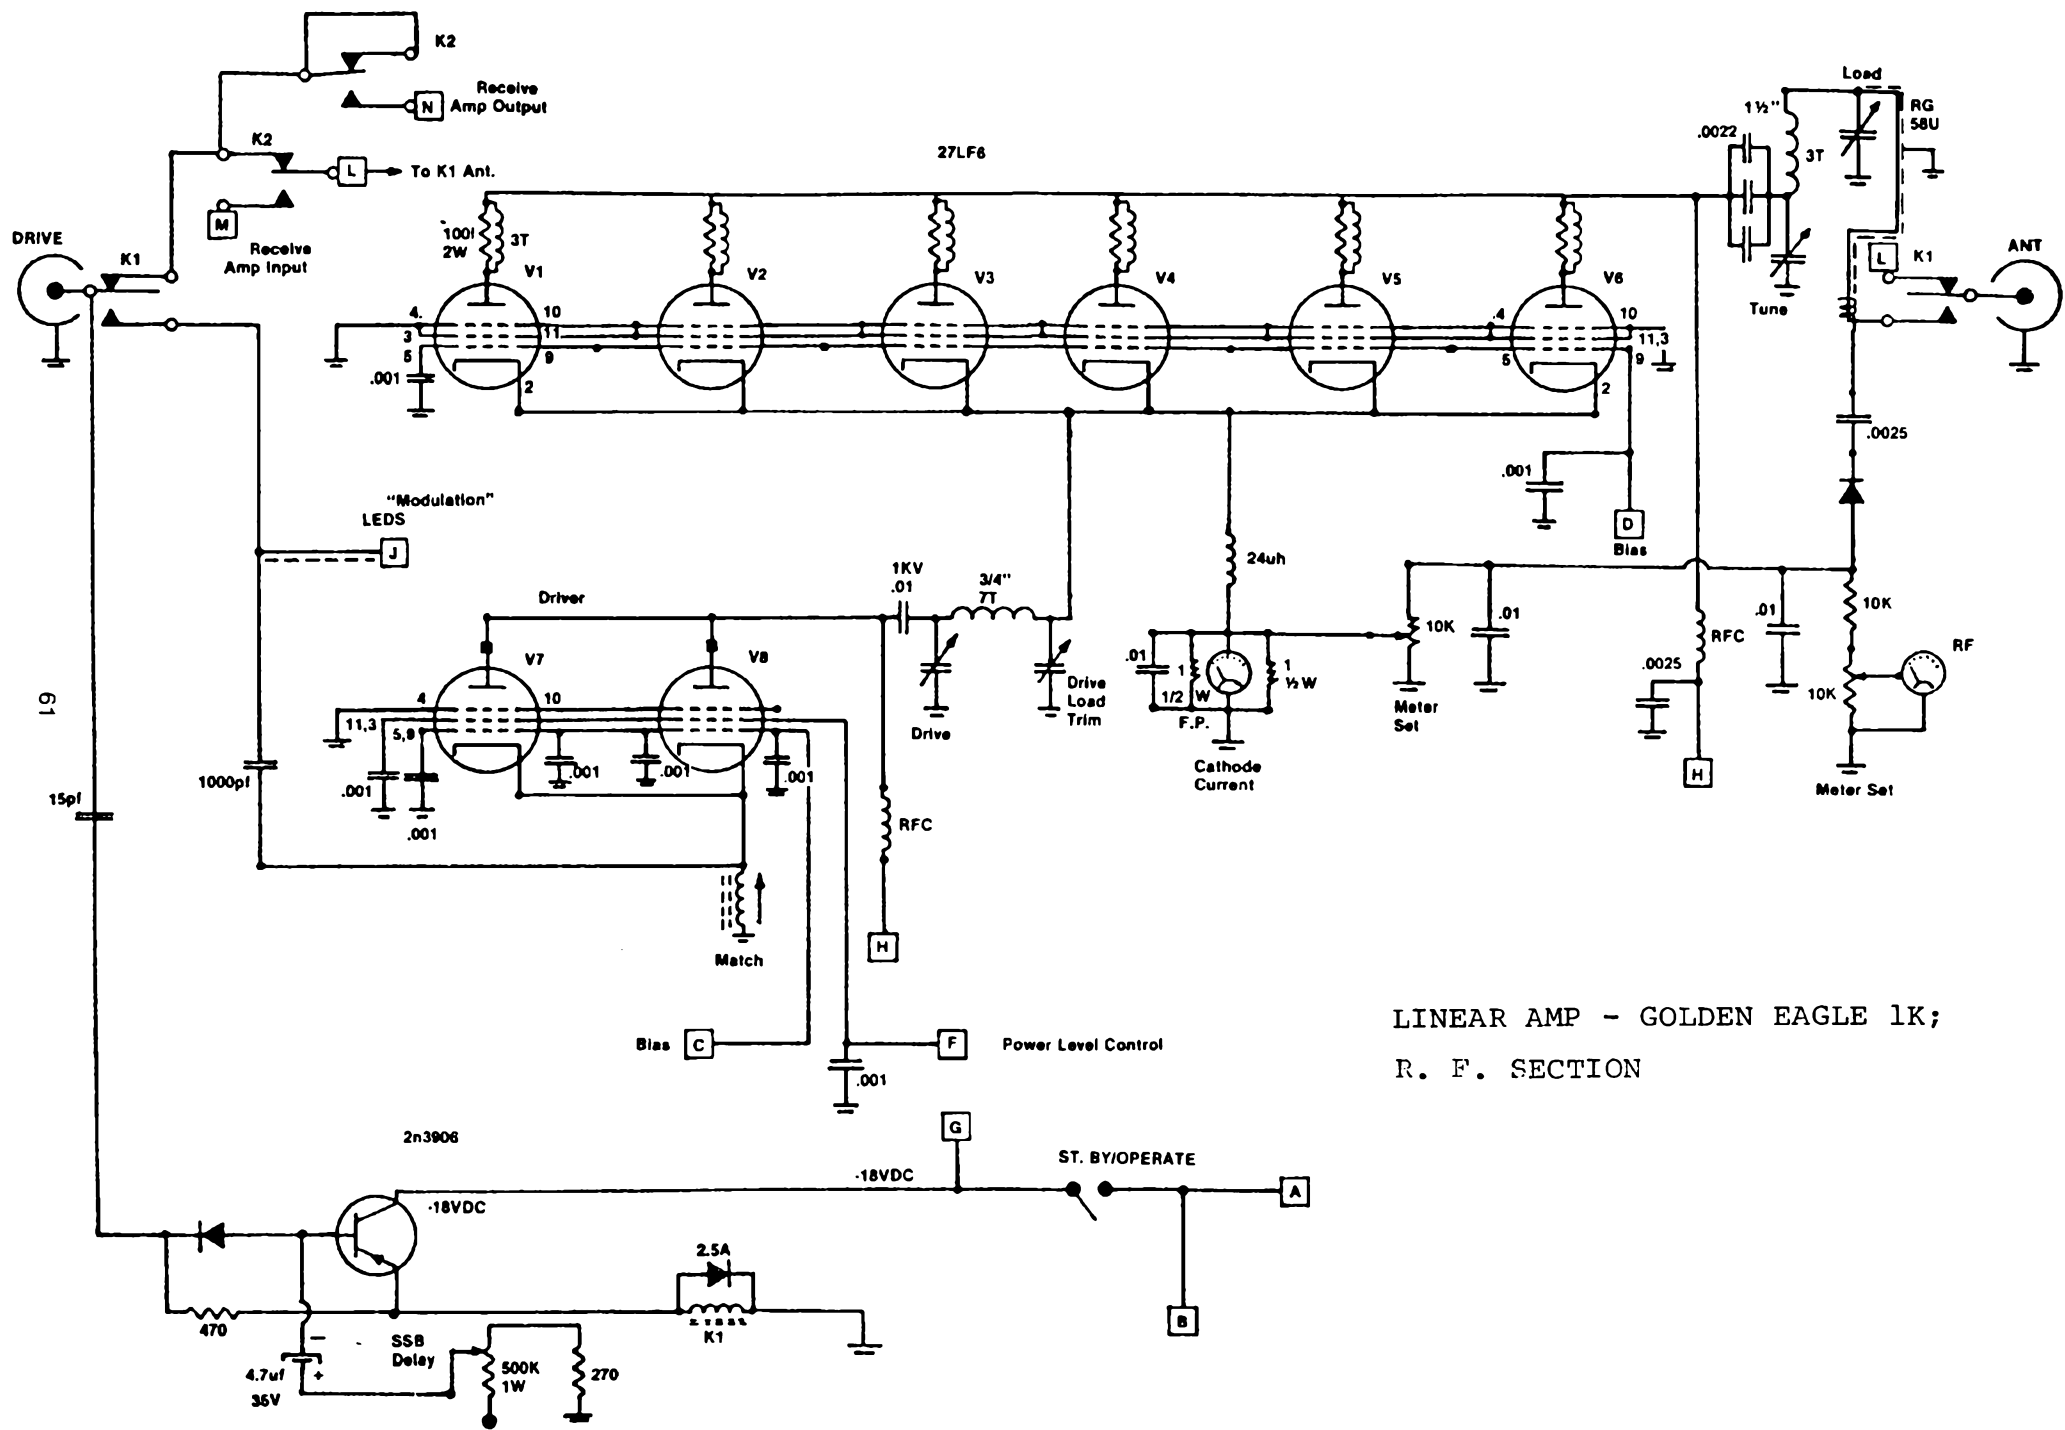 K2
Receive
Amp Output
N
K2
L
To K1 Ant.
M
Receive
Amp Input
DRIVE
K1
27LF6
Load
RG
58U
1 ½"
3T
.0022
L
K1
ANT
Tune
2W
3T
V1
V2
V3
V4
V5
V6
4.
3
5
10
11
9
2
.001
.4
5
10
11,3
9
2
.001
D
Bias
.0025
"Modulation"
LEDS
J
Driver
1KV
.01
3/4"
7T
24uh
V7
V8
4
11,3
5,9
10
.001
.001
.001
.001
.001
Drive
Drive
Load
Trim
.01
1
1/2
W
F.P.
1
½ W
Cathode
Current
10K
Meter
Set
.01
.01
RFC
.0025
H
10K
10K
RF
Meter Set
61
15pf
1000pf
RFC
H
Match
Bias
C
F
Power Level Control
.001
LINEAR AMP - GOLDEN EAGLE 1K;
R. F. SECTION
2n3906
-18VDC
-18VDC
G
ST. BY/OPERATE
A
B
470
4.7uf
35V
−
+
SSB
Delay
500K
1W
270
2.5A
K1